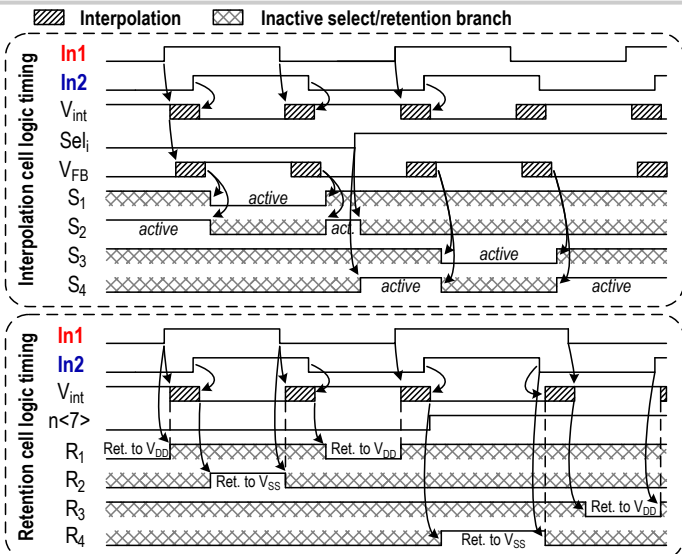 Interpolation Inactive select/retention branch
Interpolation cell logic timing
In1
In2
Vint
Seli
VFB
S1 active
S2 active act.
S3 active
S4 active active
Retention cell logic timing
In1
In2
Vint
n<7>
R1 Ret. to VDD Ret. to VDD
R2 Ret. to VSS
R3 Ret. to VDD
R4 Ret. to VSS